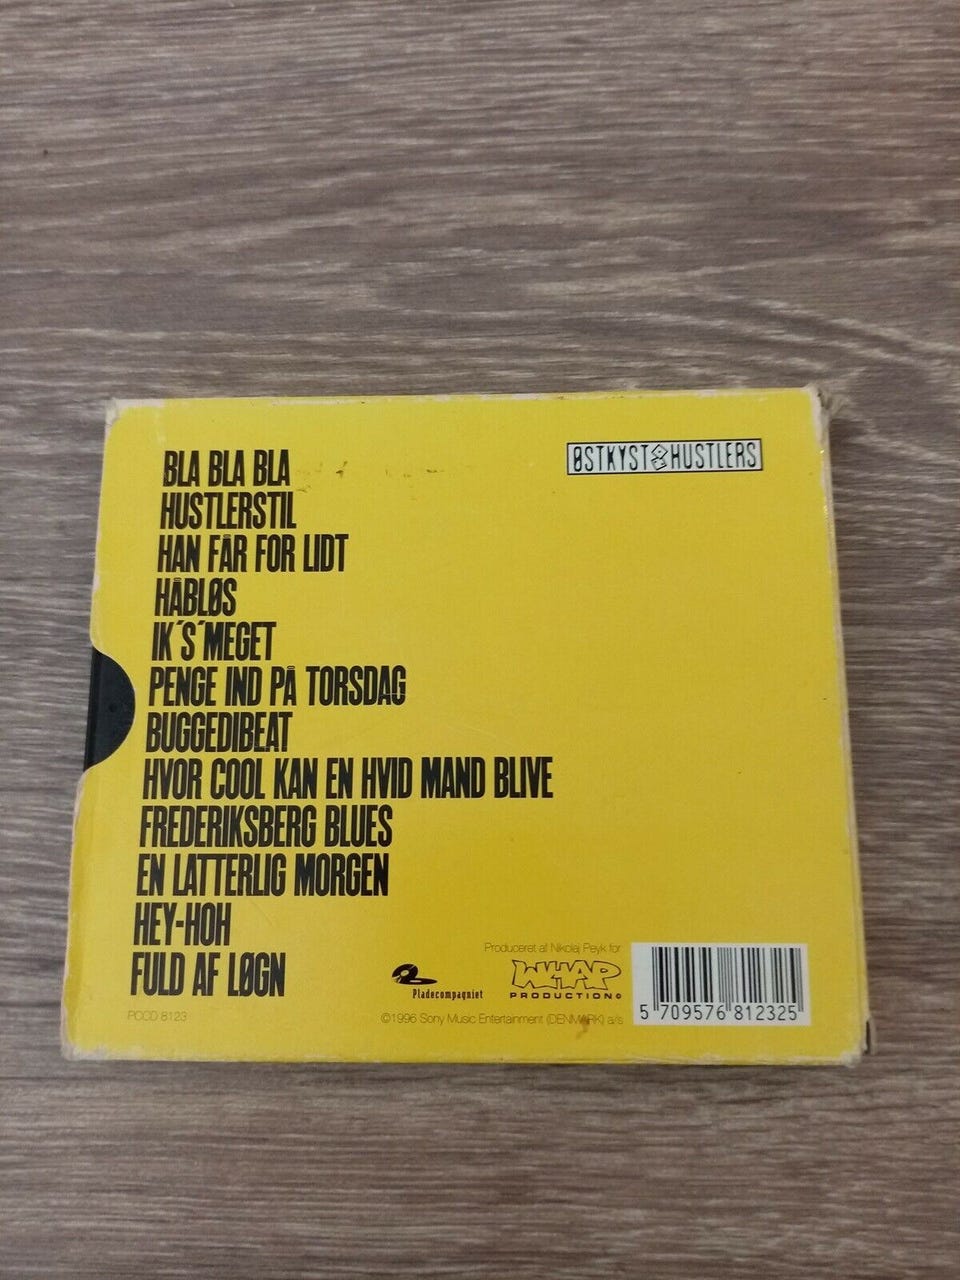 BLA BLA BLA
HUSTLERSTIL
HAN FÅR FOR LIDT
HÅBLØS
IK´S´MEGET
PENGE IND PÅ TORSDAG
BUGGEDIBEAT
HVOR COOL KAN EN HVID MAND BLIVE
FREDERIKSBERG BLUES
EN LATTERLIG MORGEN
HEY-HOH
FULD AF LØGN
PCCD 8123
ØSTKYST HUSTLERS
Produceret af Nikolaj Peyk for
WHAP
PRODUCTION©
Pladecompagniet
©1996 Sony Music Entertainment (DENMARK) a/s
5 709576 812325